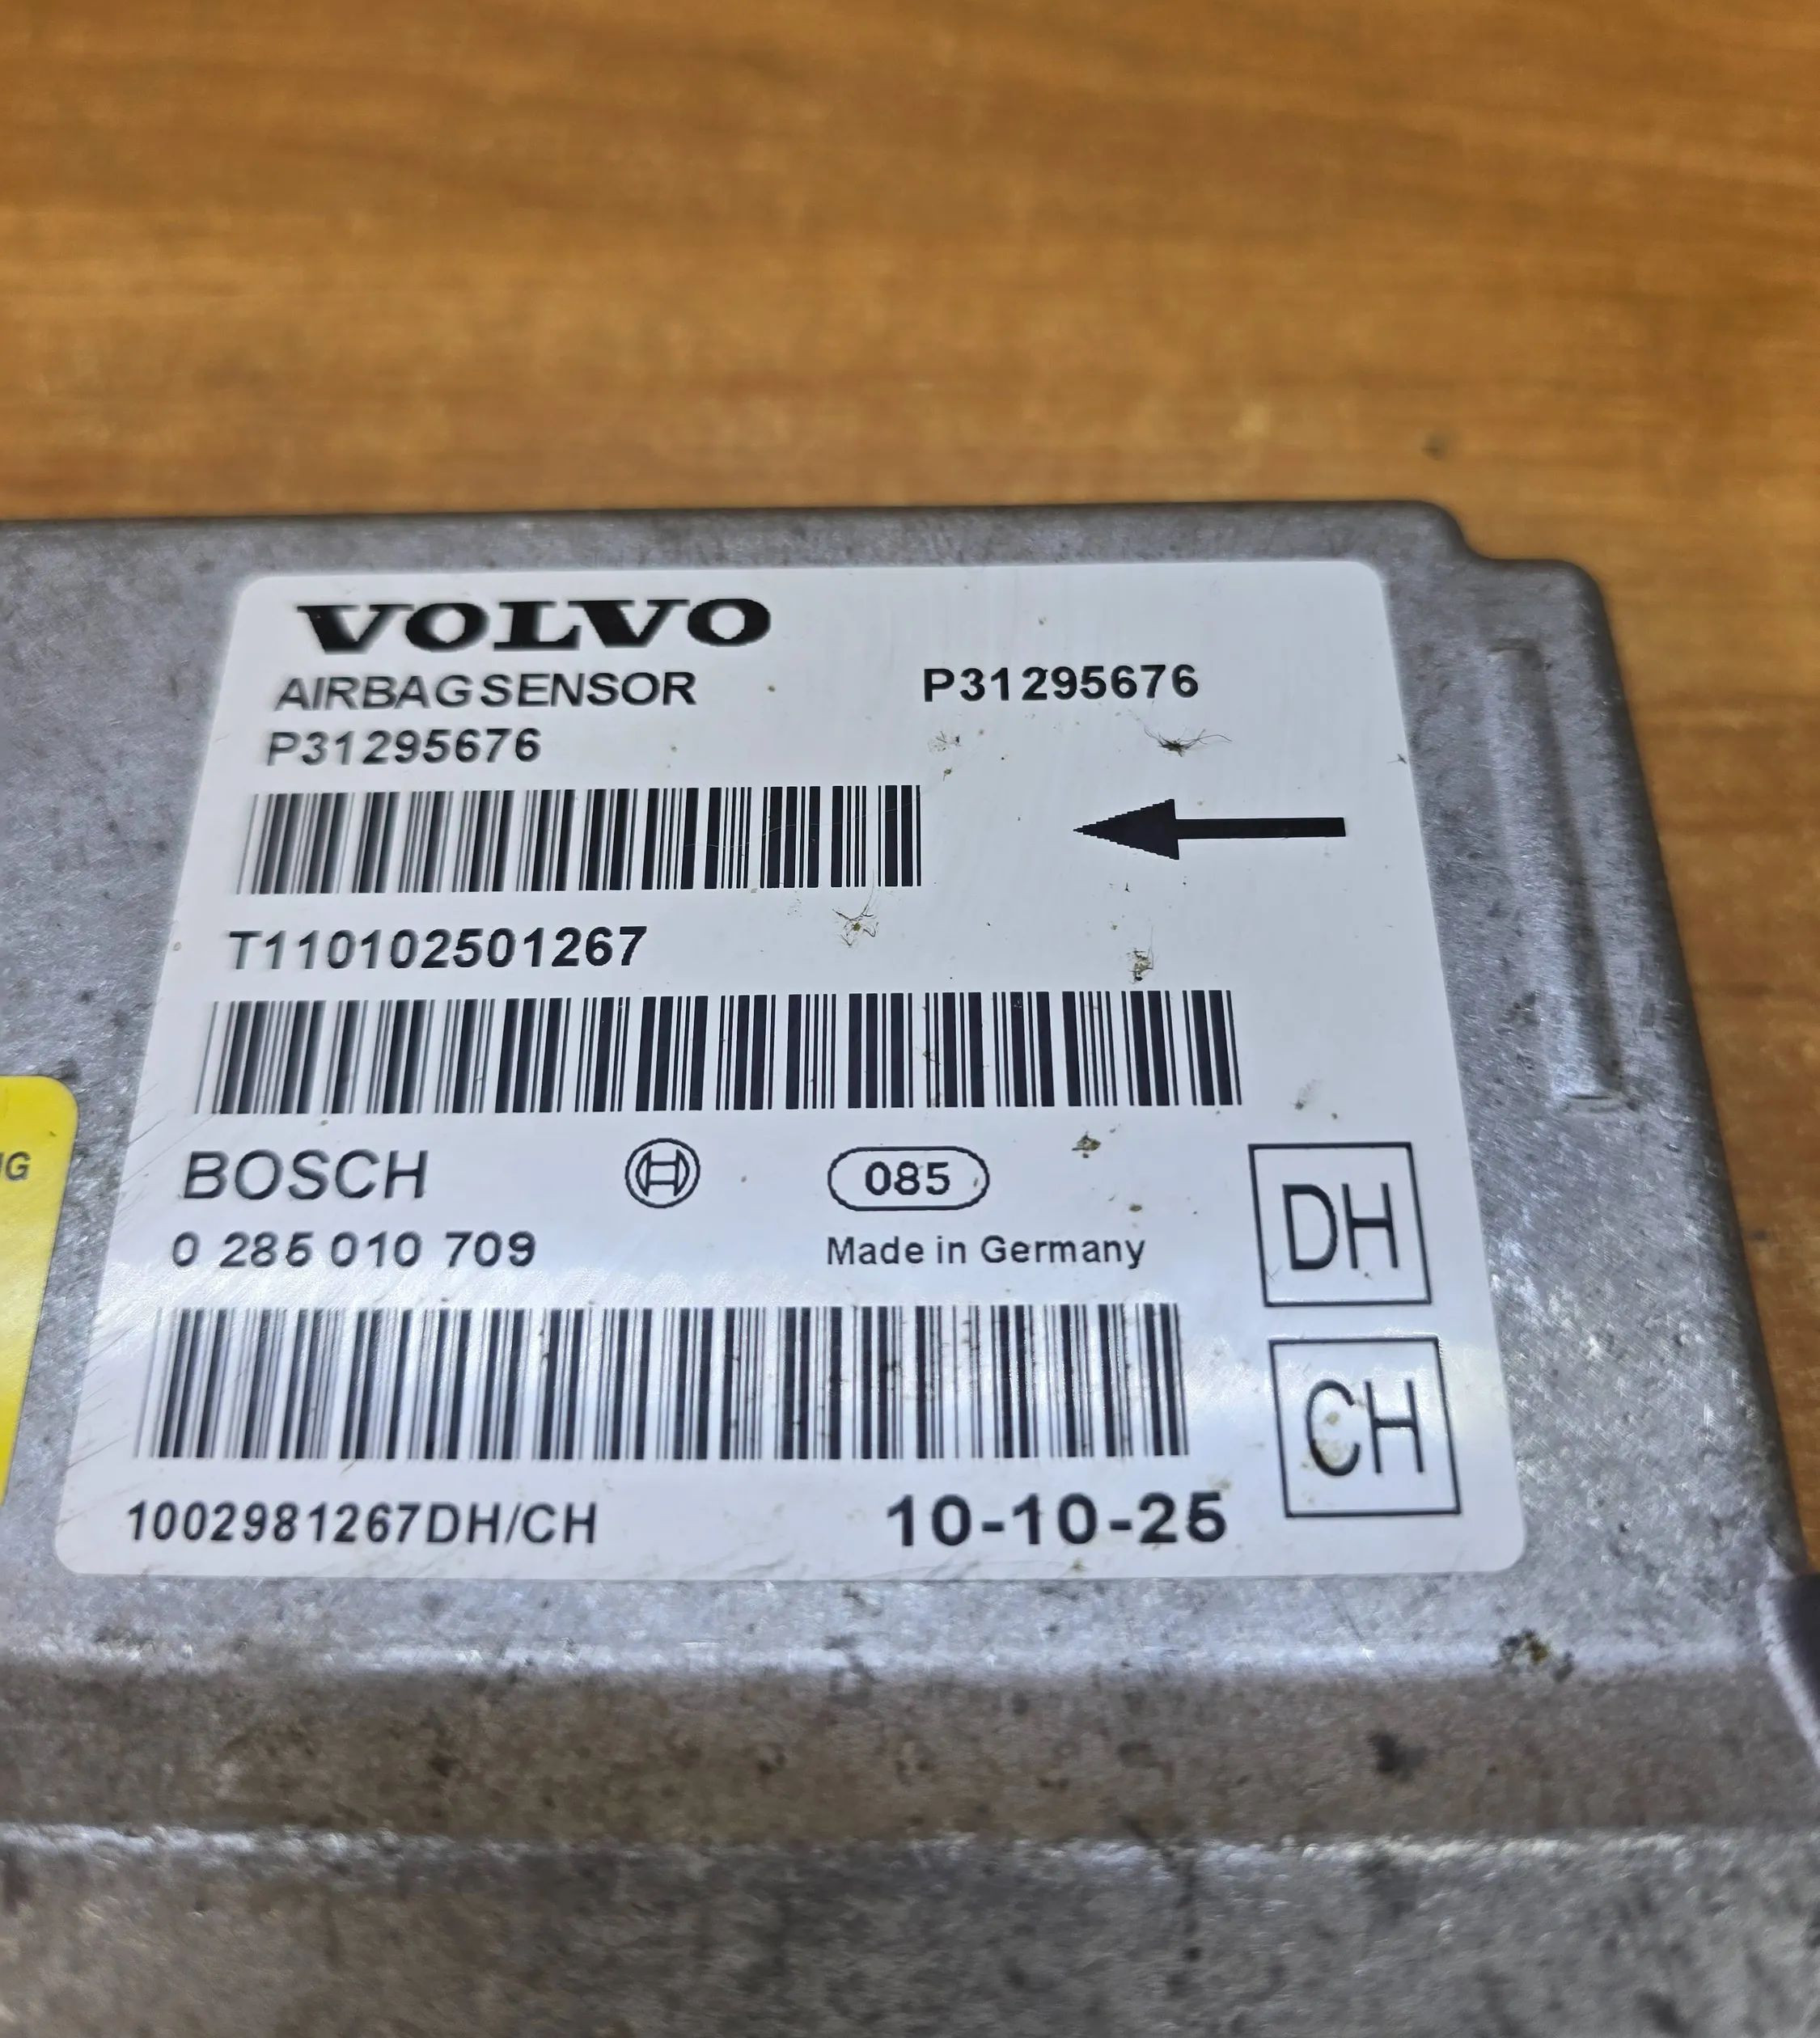 VOLVO
AIRBAGSENSOR P31295676
P31295676
T110102501267
BOSCH 085
0 285 010 709 Made in Germany
DH
CH
1002981267DH/CH 10-10-25